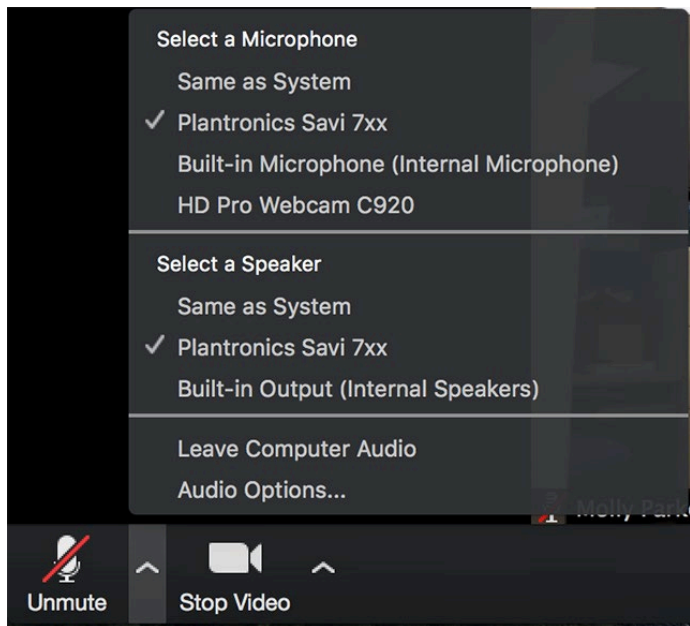 Select a Microphone
Same as System
✓ Plantronics Savi 7xx
Built-in Microphone (Internal Microphone)
HD Pro Webcam C920
Select a Speaker
Same as System
✓ Plantronics Savi 7xx
Built-in Output (Internal Speakers)
Leave Computer Audio
Audio Options...
Molly Park
Unmute
Stop Video